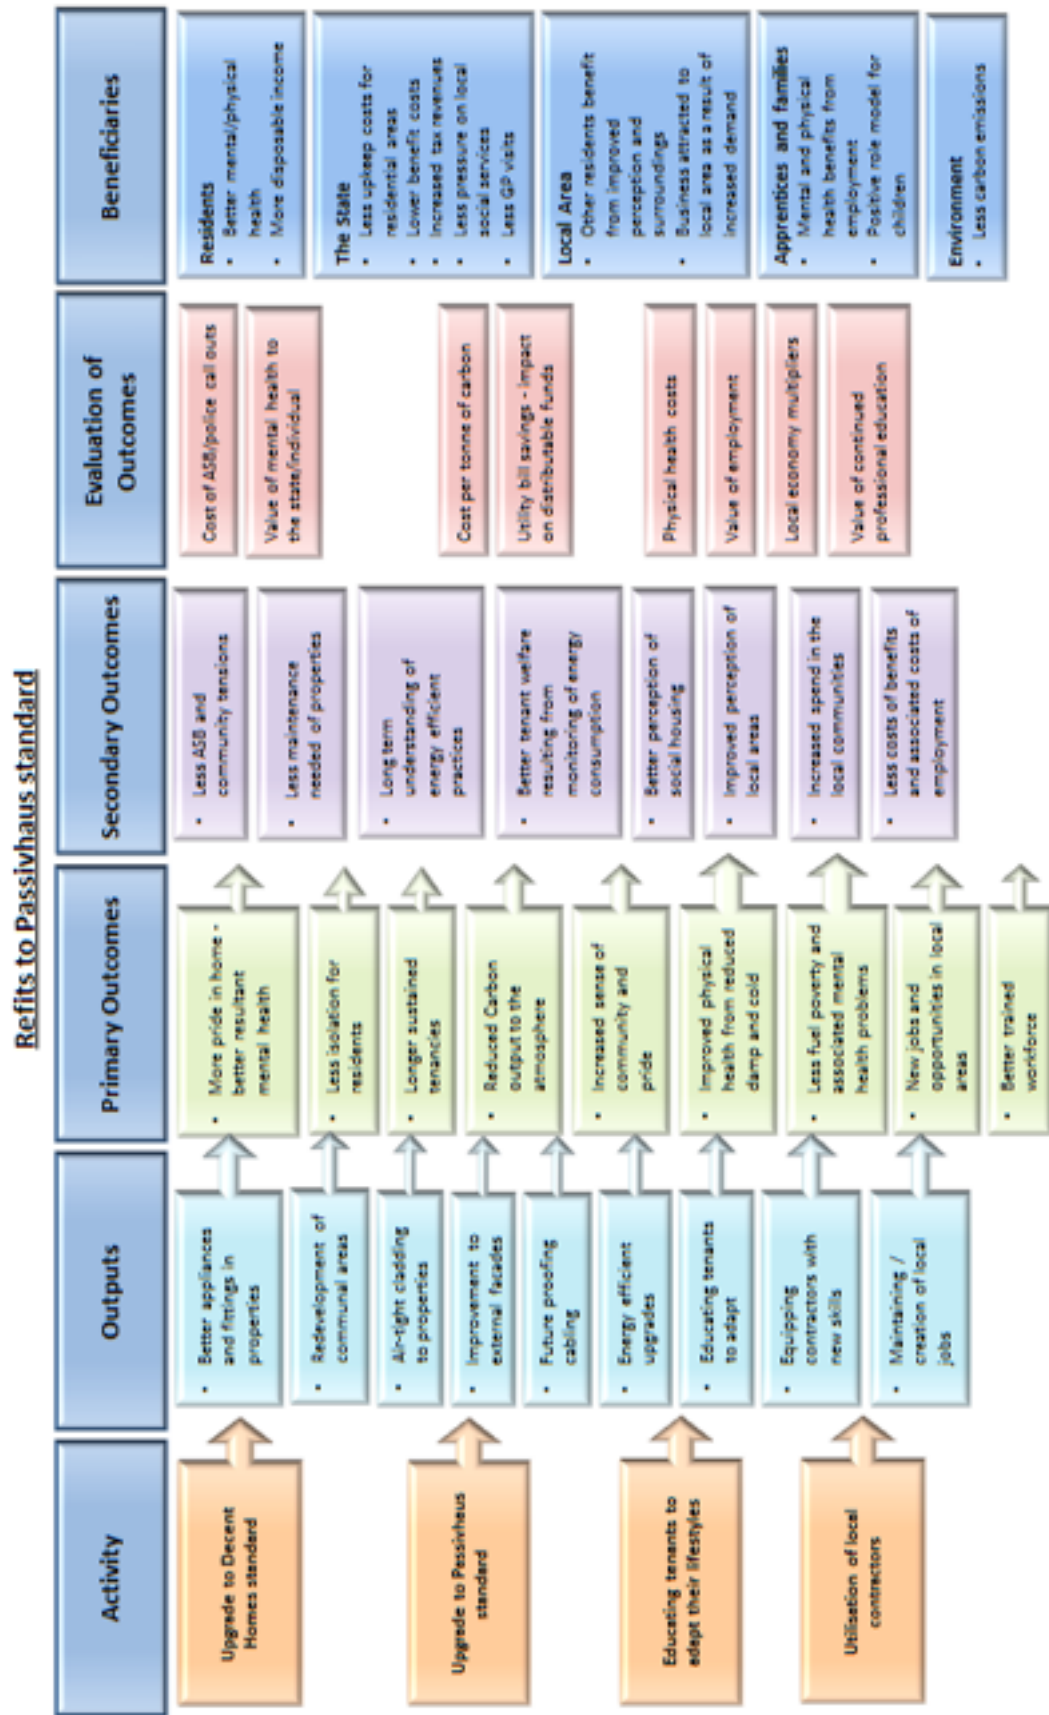 Refits to Passivhaus standard
Activity
Upgrade to Decent
Homes standard
Upgrade to Passivhaus
standard
Educating tenants to
adapt their lifestyles
Utilisation of local
contractors
Outputs
• Better appliances
and fittings in
properties
• Redevelopment of
communal areas
• Air-tight cladding
to properties
• Improvement to
external facades
• Future proofing
cabling
• Energy efficient
upgrades
• Educating tenants
to adapt
• Equipping
contractors with
new skills
• Maintaining /
creation of local
jobs
Primary Outcomes
• More pride in home -
better resultant
mental health
• Less isolation for
residents
• Longer sustained
tenancies
• Reduced Carbon
output to the
atmosphere
• Increased sense of
community and
pride
• Improved physical
health from reduced
damp and cold
• Less fuel poverty and
associated mental
health problems
• New jobs and
opportunities in local
areas
• Better trained
workforce
Secondary Outcomes
• Less ASB and
community tensions
• Less maintenance
needed of properties
• Long term
understanding of
energy efficient
practices
• Better tenant welfare
resulting from
monitoring of energy
consumption
• Better perception of
social housing
• Improved perception of
local areas
• Increased spend in the
local communities
• Less costs of benefits
and associated costs of
employment
Evaluation of
Outcomes
Cost of ASB/police call outs
Value of mental health to
the state/individual
Cost per tonne of carbon
Utility bill savings - impact
on distributable funds
Physical health costs
Value of employment
Local economy multipliers
Value of continued
professional education
Beneficiaries
Residents
• Better mental/physical
health
• More disposable income
The State
• Less upkeep costs for
residential areas
• Lower benefit costs
• Increased tax revenues
• Less pressure on local
social services
• Less GP visits
Local Area
• Other residents benefit
from improved
perception and
surroundings
• Business attracted to
local area as a result of
increased demand
Apprentices and families
• Mental and physical
health benefits from
employment
• Positive role model for
children
Environment
• Less carbon emissions